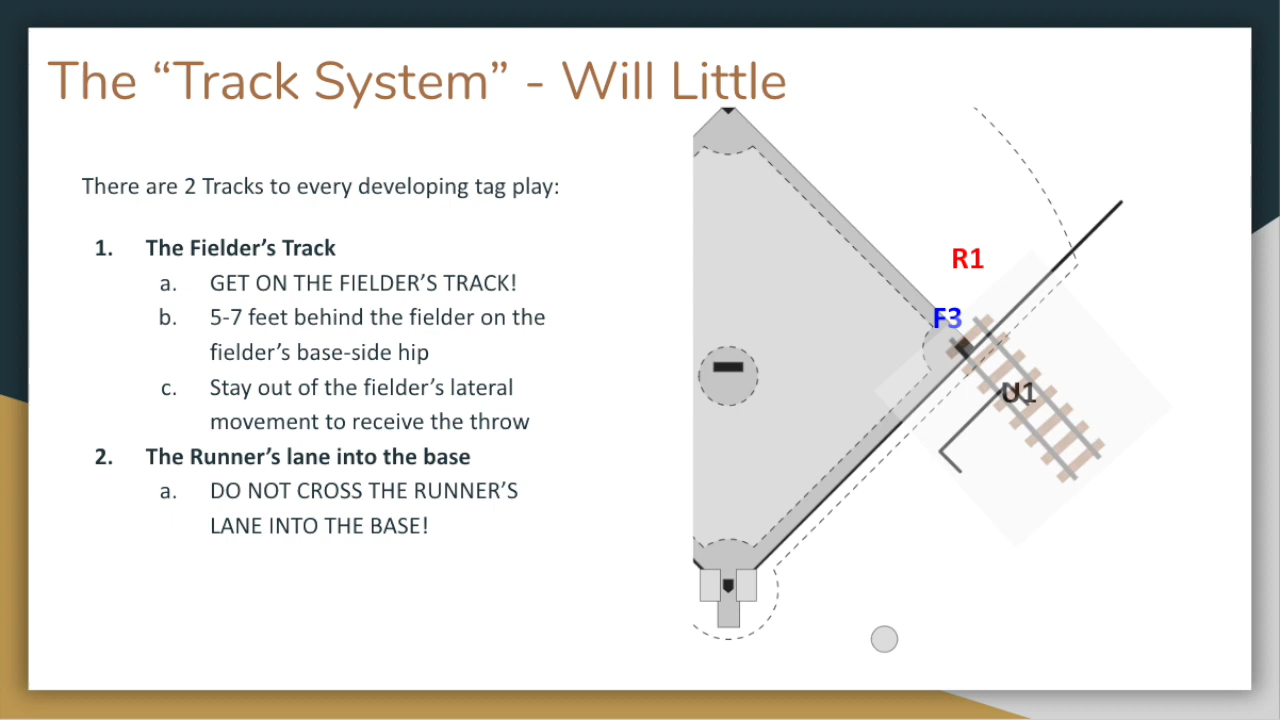 The “Track System” - Will Little
There are 2 Tracks to every developing tag play:
1. The Fielder’s Track
a. GET ON THE FIELDER’S TRACK!
b. 5-7 feet behind the fielder on the
fielder’s base-side hip
c. Stay out of the fielder’s lateral
movement to receive the throw
2. The Runner’s lane into the base
a. DO NOT CROSS THE RUNNER’S
LANE INTO THE BASE!
R1
F3
U1